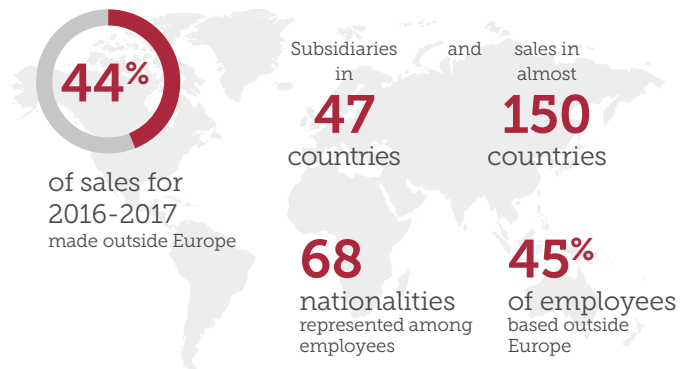 44%
of sales for
2016-2017
made outside Europe
Subsidiaries
in
47
countries
and
sales in
almost
150
countries
68
nationalities
represented among
employees
45%
of employees
based outside
Europe